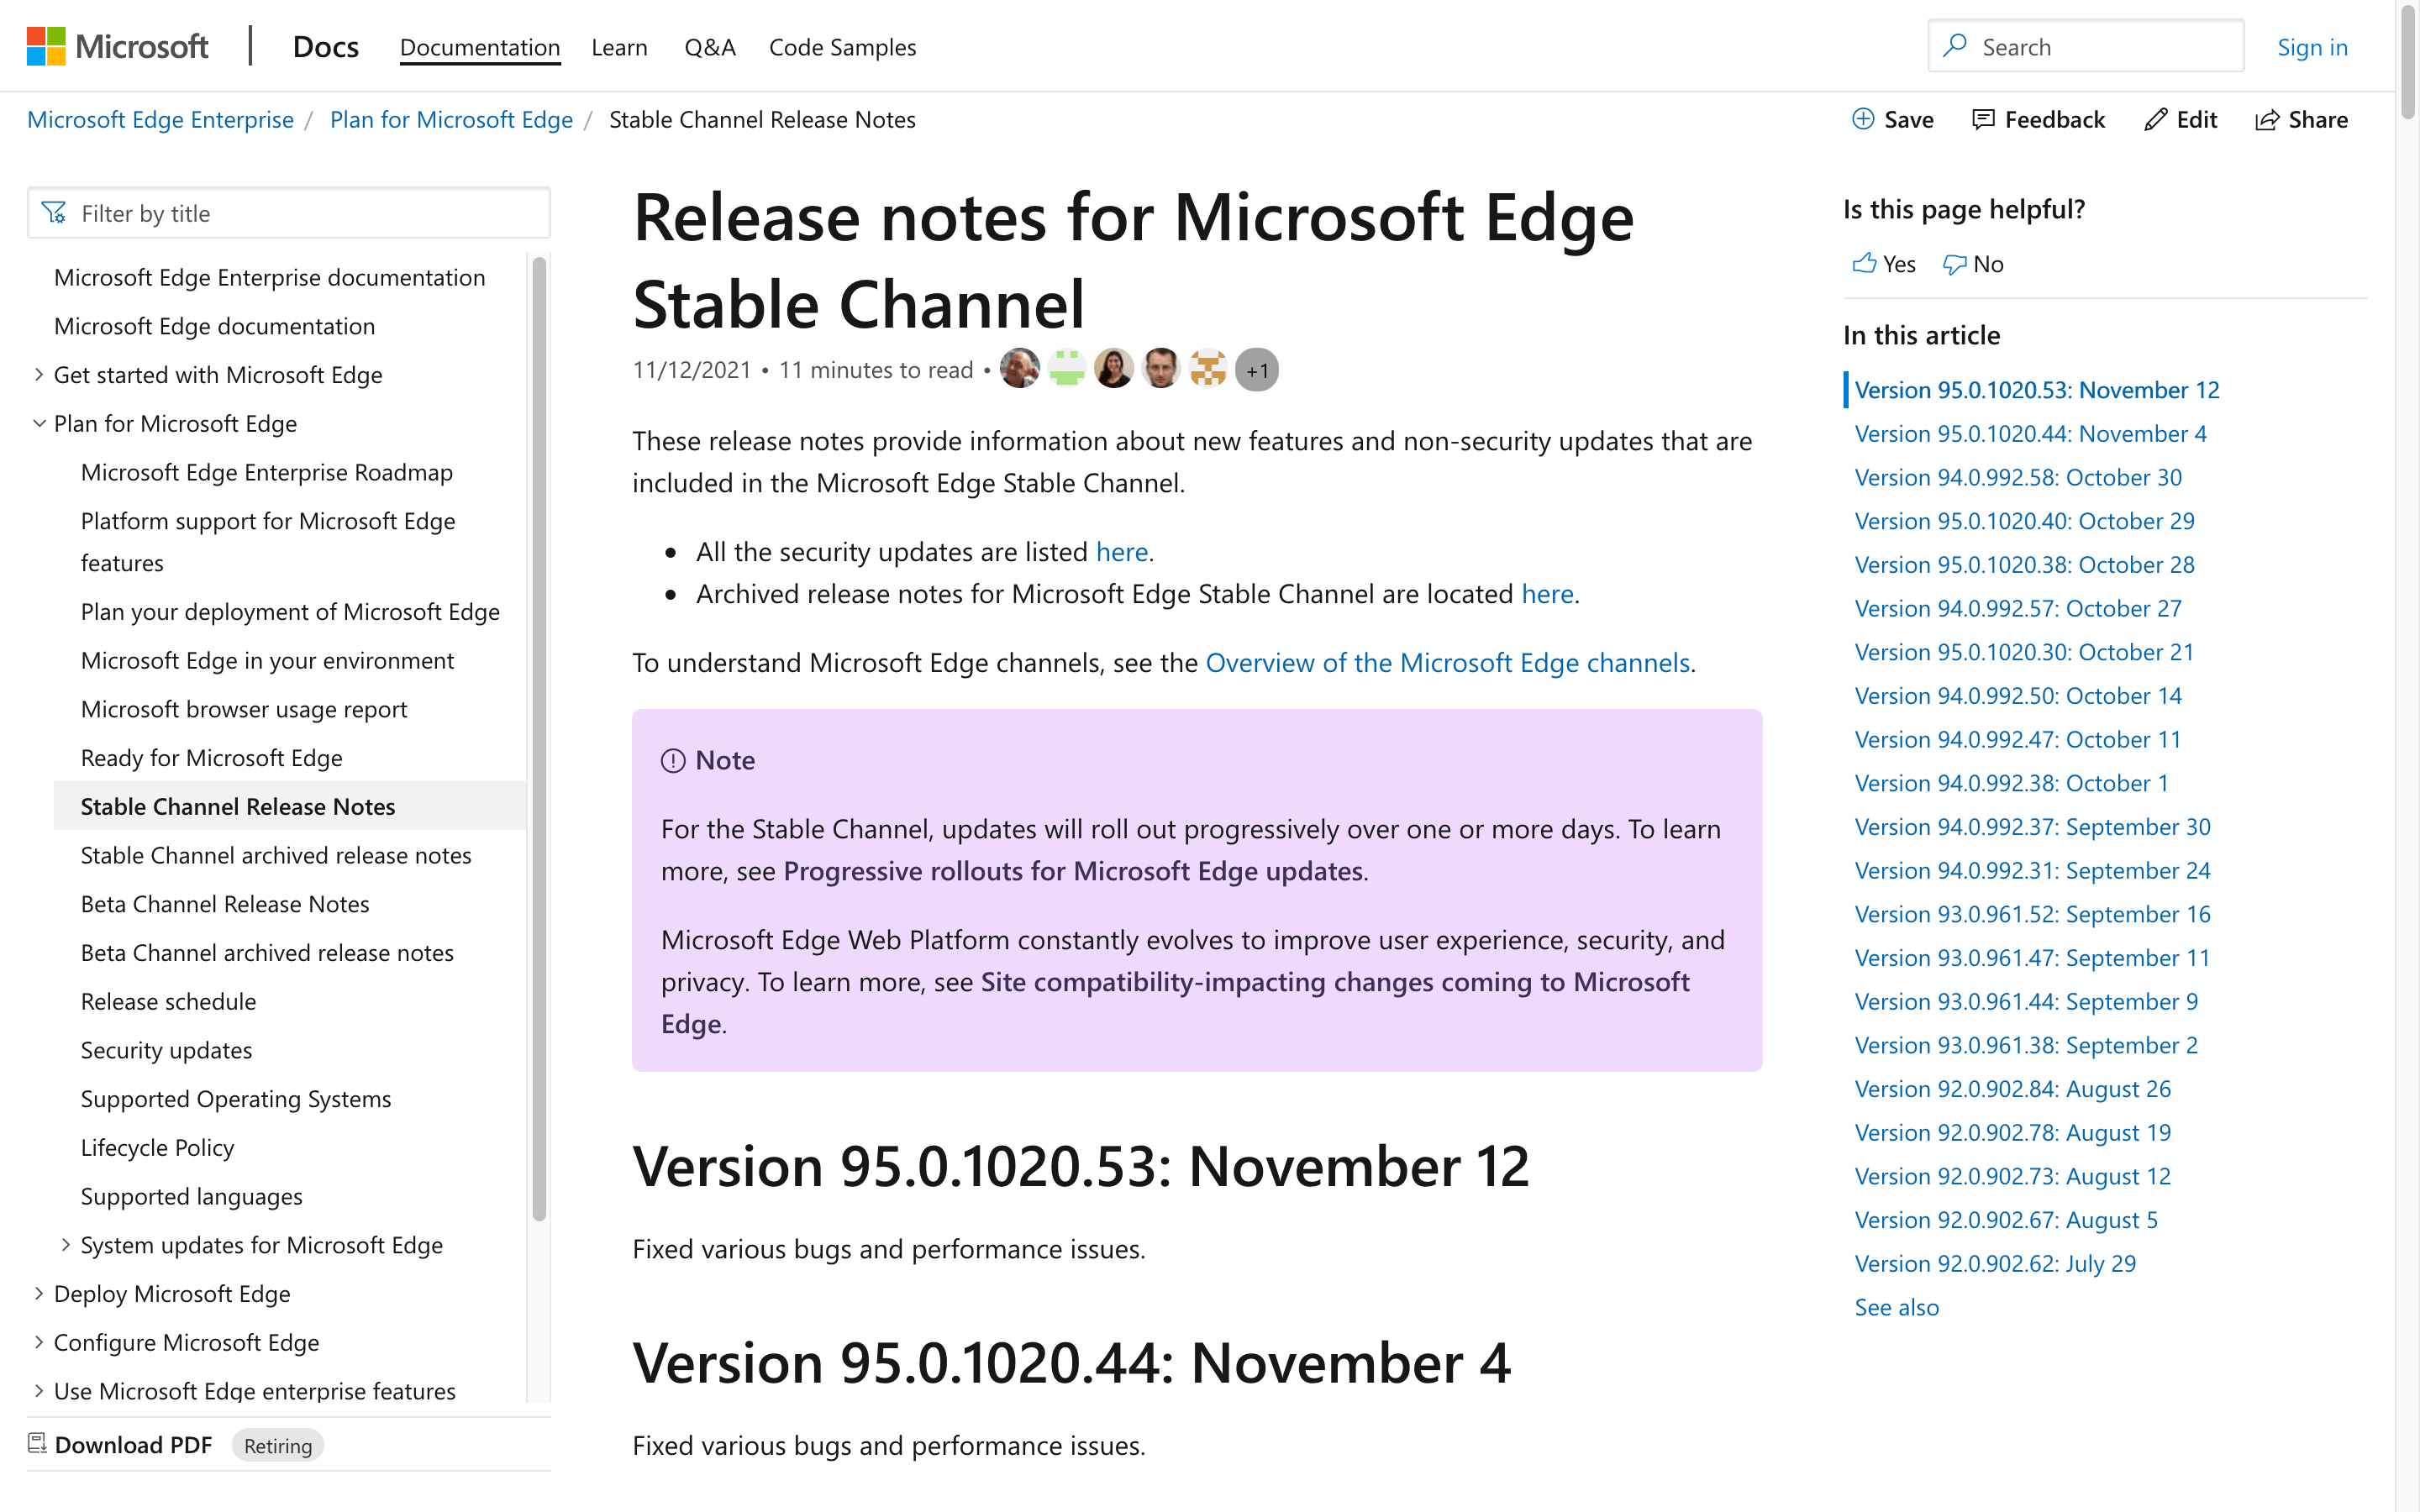 Microsoft
Docs
Documentation
Learn
Q&A
Code Samples
Search
Sign in
Microsoft Edge Enterprise / Plan for Microsoft Edge / Stable Channel Release Notes
Save
Feedback
Edit
Share
Filter by title
Microsoft Edge Enterprise documentation
Microsoft Edge documentation
Get started with Microsoft Edge
Plan for Microsoft Edge
Microsoft Edge Enterprise Roadmap
Platform support for Microsoft Edge
features
Plan your deployment of Microsoft Edge
Microsoft Edge in your environment
Microsoft browser usage report
Ready for Microsoft Edge
Stable Channel Release Notes
Stable Channel archived release notes
Beta Channel Release Notes
Beta Channel archived release notes
Release schedule
Security updates
Supported Operating Systems
Lifecycle Policy
Supported languages
System updates for Microsoft Edge
Deploy Microsoft Edge
Configure Microsoft Edge
Use Microsoft Edge enterprise features
Download PDF
Retiring
Release notes for Microsoft Edge
Stable Channel
11/12/2021 • 11 minutes to read • +1
These release notes provide information about new features and non-security updates that are
included in the Microsoft Edge Stable Channel.
• All the security updates are listed here.
• Archived release notes for Microsoft Edge Stable Channel are located here.
To understand Microsoft Edge channels, see the Overview of the Microsoft Edge channels.
Note
For the Stable Channel, updates will roll out progressively over one or more days. To learn
more, see Progressive rollouts for Microsoft Edge updates.
Microsoft Edge Web Platform constantly evolves to improve user experience, security, and
privacy. To learn more, see Site compatibility-impacting changes coming to Microsoft
Edge.
Version 95.0.1020.53: November 12
Fixed various bugs and performance issues.
Version 95.0.1020.44: November 4
Fixed various bugs and performance issues.
Is this page helpful?
Yes
No
In this article
Version 95.0.1020.53: November 12
Version 95.0.1020.44: November 4
Version 94.0.992.58: October 30
Version 95.0.1020.40: October 29
Version 95.0.1020.38: October 28
Version 94.0.992.57: October 27
Version 95.0.1020.30: October 21
Version 94.0.992.50: October 14
Version 94.0.992.47: October 11
Version 94.0.992.38: October 1
Version 94.0.992.37: September 30
Version 94.0.992.31: September 24
Version 93.0.961.52: September 16
Version 93.0.961.47: September 11
Version 93.0.961.44: September 9
Version 93.0.961.38: September 2
Version 92.0.902.84: August 26
Version 92.0.902.78: August 19
Version 92.0.902.73: August 12
Version 92.0.902.67: August 5
Version 92.0.902.62: July 29
See also